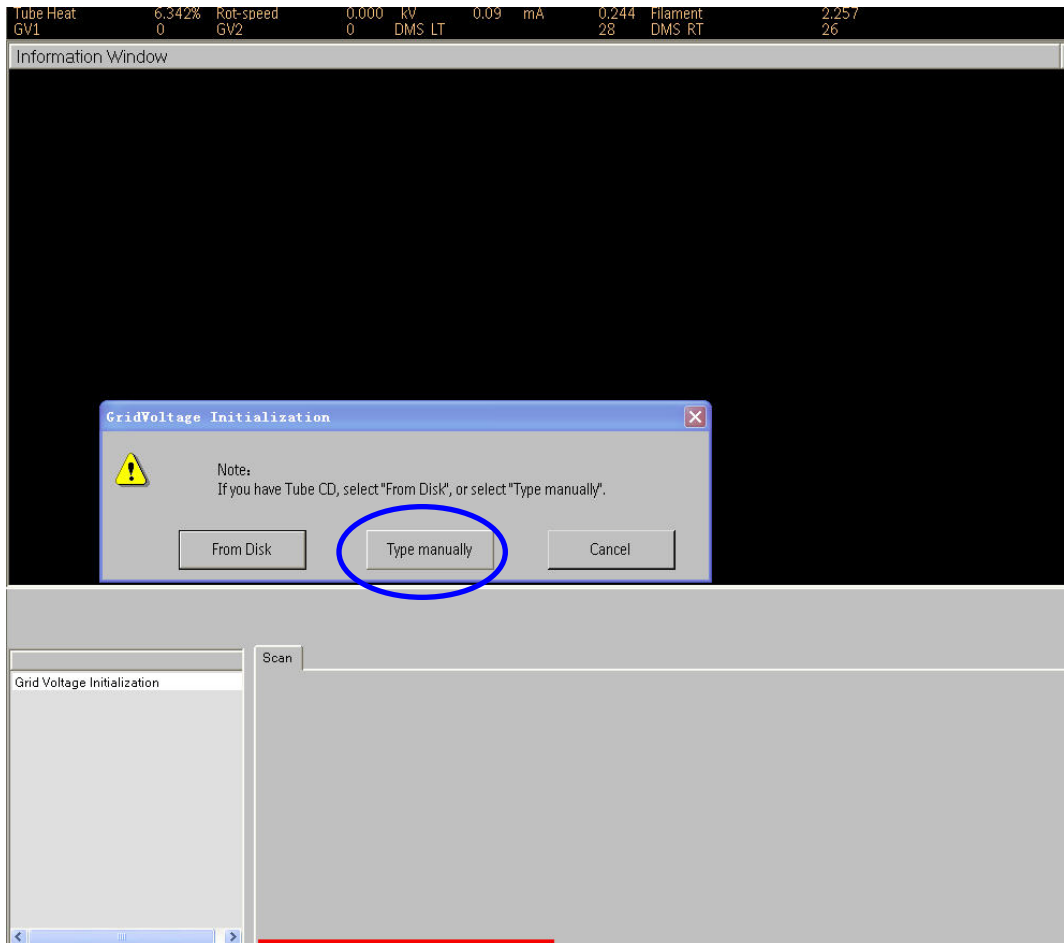 Tube Heat 6.342% Rot-speed 0.000 kV 0.09 mA 0.244 Filament 2.257
GV1 0 GV2 0 DMS LT 28 DMS RT 26
Information Window
GridVoltage Initialization
Note:
If you have Tube CD, select "From Disk", or select "Type manually".
From Disk Type manually Cancel
Scan
Grid Voltage Initialization